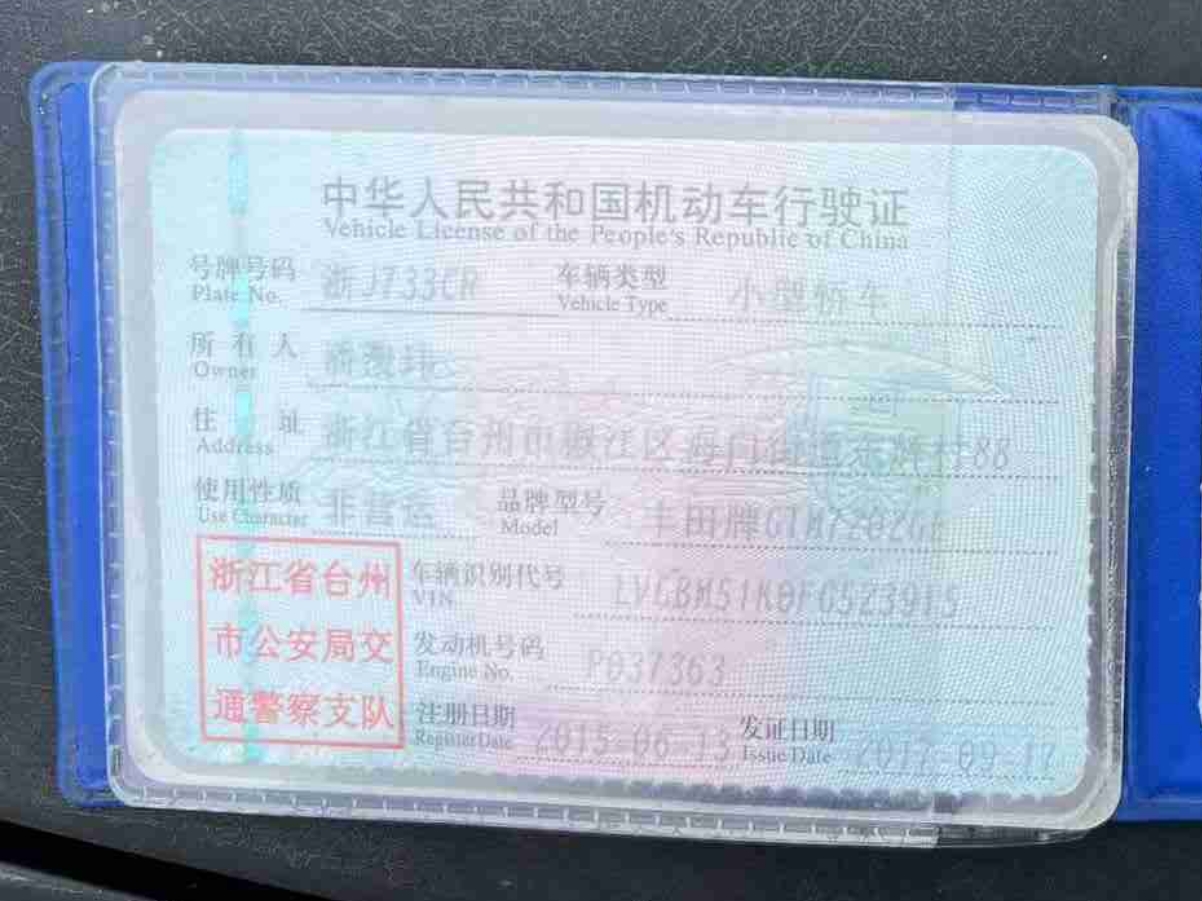 中华人民共和国机动车行驶证
Vehicle License of the People's Republic of China
号牌号码 浙J733CR 车辆类型 小型轿车
Plate No. Vehicle Type
所有人
Owner
住址 浙江省台州市椒江区海门街道东 村88
Address
使用性质 非营运 品牌型号 丰田牌
Use Character Model
浙江省台州
市公安局交
通警察支队
车辆识别代号
VIN
发动机号码 P037363
Engine No.
注册日期 2015-06-13 发证日期 2017-09-17
Register Date Issue Date